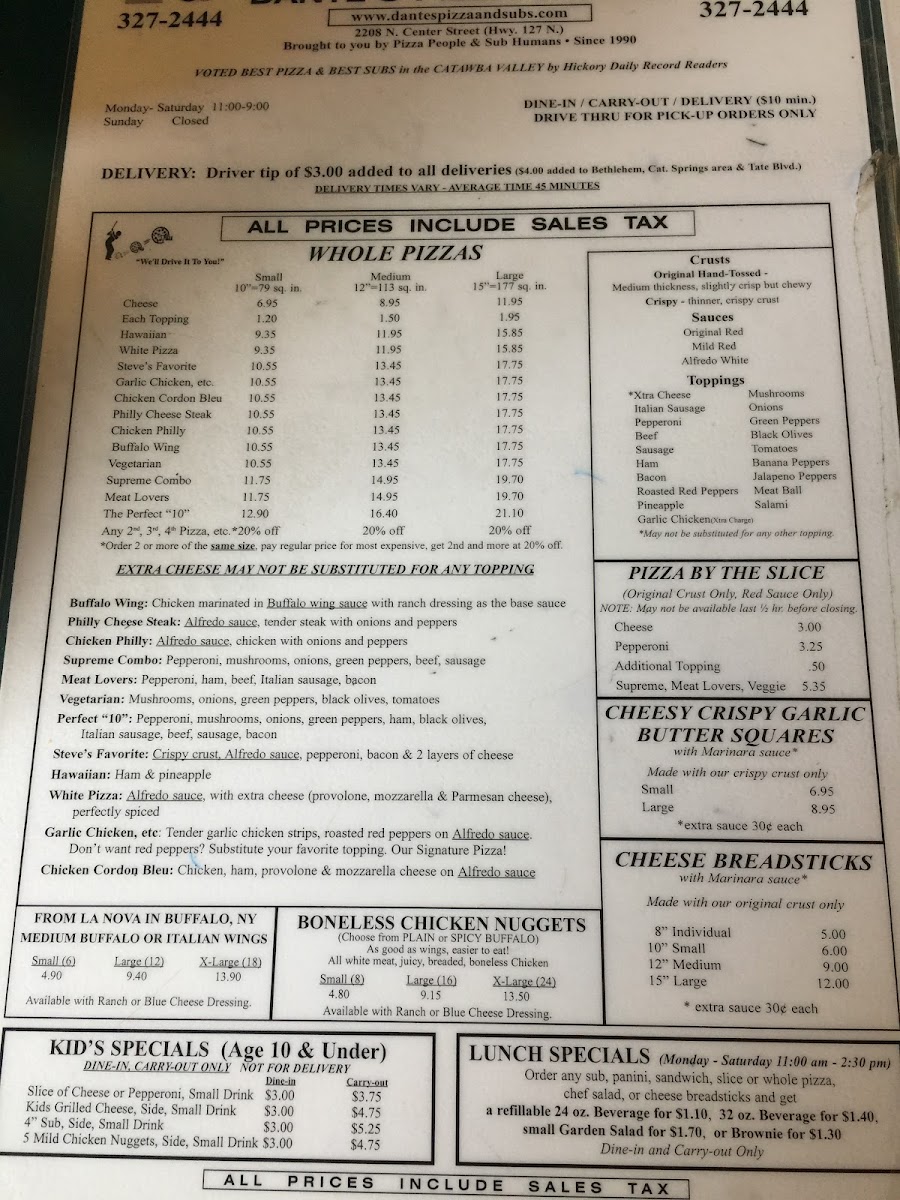 327-2444
www.dantespizzaandsubs.com
327-2444
2208 N. Center Street (Hwy. 127 N.)
Brought to you by Pizza People & Sub Humans • Since 1990
VOTED BEST PIZZA & BEST SUBS in the CATAWBA VALLEY by Hickory Daily Record Readers
Monday- Saturday 11:00-9:00
Sunday Closed
DINE-IN / CARRY-OUT / DELIVERY ($10 min.)
DRIVE THRU FOR PICK-UP ORDERS ONLY
DELIVERY: Driver tip of $3.00 added to all deliveries ($4.00 added to Bethlehem, Cat. Springs area & Tate Blvd.)
DELIVERY TIMES VARY - AVERAGE TIME 45 MINUTES
ALL PRICES INCLUDE SALES TAX
"We'll Drive It To You!"
WHOLE PIZZAS
Small Medium Large
10"=79 sq. in. 12"=113 sq. in. 15"=177 sq. in.
Cheese 6.95 8.95 11.95
Each Topping 1.20 1.50 1.95
Hawaiian 9.35 11.95 15.85
White Pizza 9.35 11.95 15.85
Steve's Favorite 10.55 13.45 17.75
Garlic Chicken, etc. 10.55 13.45 17.75
Chicken Cordon Bleu 10.55 13.45 17.75
Philly Cheese Steak 10.55 13.45 17.75
Chicken Philly 10.55 13.45 17.75
Buffalo Wing 10.55 13.45 17.75
Vegetarian 10.55 13.45 17.75
Supreme Combo 11.75 14.95 19.70
Meat Lovers 11.75 14.95 19.70
The Perfect "10" 12.90 16.40 21.10
Any 2nd, 3rd, 4th Pizza, etc. *20% off 20% off 20% off
*Order 2 or more of the same size, pay regular price for most expensive, get 2nd and more at 20% off.
EXTRA CHEESE MAY NOT BE SUBSTITUTED FOR ANY TOPPING
Buffalo Wing: Chicken marinated in Buffalo wing sauce with ranch dressing as the base sauce
Philly Cheese Steak: Alfredo sauce, tender steak with onions and peppers
Chicken Philly: Alfredo sauce, chicken with onions and peppers
Supreme Combo: Pepperoni, mushrooms, onions, green peppers, beef, sausage
Meat Lovers: Pepperoni, ham, beef, Italian sausage, bacon
Vegetarian: Mushrooms, onions, green peppers, black olives, tomatoes
Perfect "10": Pepperoni, mushrooms, onions, green peppers, ham, black olives,
Italian sausage, beef, sausage, bacon
Steve's Favorite: Crispy crust, Alfredo sauce, pepperoni, bacon & 2 layers of cheese
Hawaiian: Ham & pineapple
White Pizza: Alfredo sauce, with extra cheese (provolone, mozzarella & Parmesan cheese),
perfectly spiced
Garlic Chicken, etc: Tender garlic chicken strips, roasted red peppers on Alfredo sauce.
Don't want red peppers? Substitute your favorite topping. Our Signature Pizza!
Chicken Cordon Bleu: Chicken, ham, provolone & mozzarella cheese on Alfredo sauce
Crusts
Original Hand-Tossed -
Medium thickness, slightly crisp but chewy
Crispy - thinner, crispy crust
Sauces
Original Red
Mild Red
Alfredo White
Toppings
*Xtra Cheese Mushrooms
Italian Sausage Onions
Pepperoni Green Peppers
Beef Black Olives
Sausage Tomatoes
Ham Banana Peppers
Bacon Jalapeno Peppers
Roasted Red Peppers Meat Ball
Pineapple Salami
Garlic Chicken(Xtra Charge)
*May not be substituted for any other topping.
PIZZA BY THE SLICE
(Original Crust Only, Red Sauce Only)
NOTE: May not be available last ½ hr. before closing.
Cheese 3.00
Pepperoni 3.25
Additional Topping .50
Supreme, Meat Lovers, Veggie 5.35
CHEESY CRISPY GARLIC
BUTTER SQUARES
with Marinara sauce*
Made with our crispy crust only
Small 6.95
Large 8.95
*extra sauce 30¢ each
CHEESE BREADSTICKS
with Marinara sauce*
Made with our original crust only
8" Individual 5.00
10" Small 6.00
12" Medium 9.00
15" Large 12.00
* extra sauce 30¢ each
FROM LA NOVA IN BUFFALO, NY
MEDIUM BUFFALO OR ITALIAN WINGS
Small (6) Large (12) X-Large (18)
4.90 9.40 13.90
Available with Ranch or Blue Cheese Dressing.
BONELESS CHICKEN NUGGETS
(Choose from PLAIN or SPICY BUFFALO)
As good as wings, easier to eat!
All white meat, juicy, breaded, boneless Chicken
Small (8) Large (16) X-Large (24)
4.80 9.15 13.50
Available with Ranch or Blue Cheese Dressing.
KID'S SPECIALS (Age 10 & Under)
DINE-IN, CARRY-OUT ONLY NOT FOR DELIVERY
Dine-in Carry-out
Slice of Cheese or Pepperoni, Small Drink $3.00 $3.75
Kids Grilled Cheese, Side, Small Drink $3.00 $4.75
4" Sub, Side, Small Drink $3.00 $5.25
5 Mild Chicken Nuggets, Side, Small Drink $3.00 $4.75
LUNCH SPECIALS (Monday - Saturday 11:00 am - 2:30 pm)
Order any sub, panini, sandwich, slice or whole pizza,
chef salad, or cheese breadsticks and get
a refillable 24 oz. Beverage for $1.10, 32 oz. Beverage for $1.40,
small Garden Salad for $1.70, or Brownie for $1.30
Dine-in and Carry-out Only
ALL PRICES INCLUDE SALES TAX